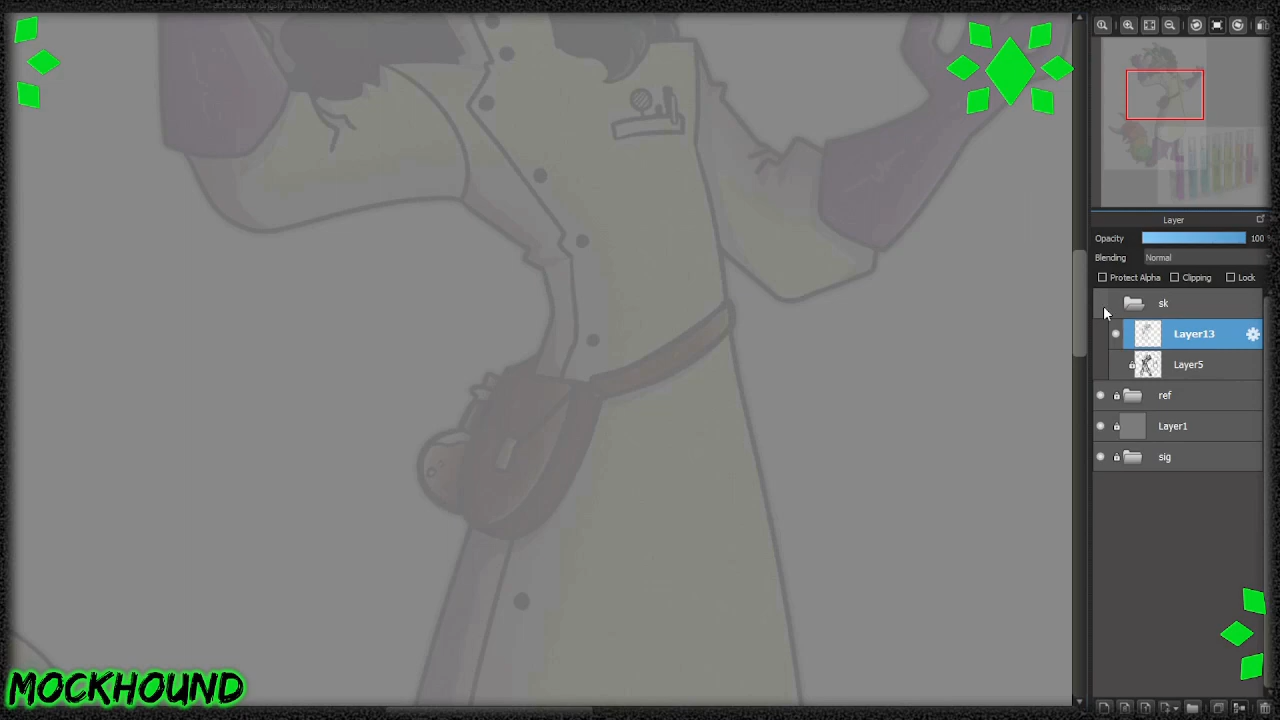 Layer
Opacity 100
Blending Normal
Protect Alpha Clipping Lock
sk
Layer13
Layer5
ref
Layer1
sig
MOCKHOUND